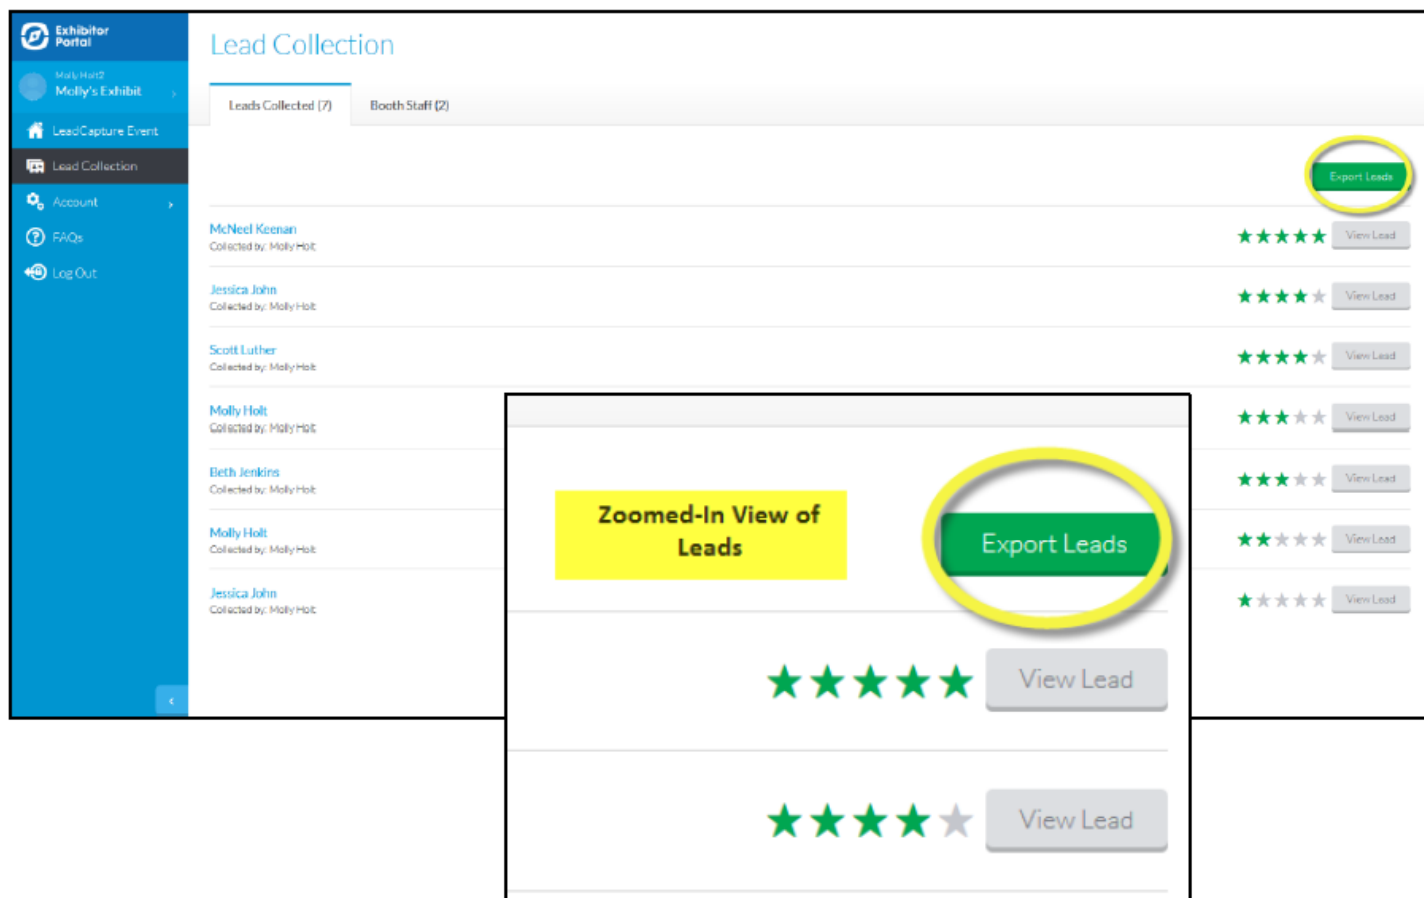 Exhibitor
Portal
Molly Holt2
Molly's Exhibit
LeadCapture Event
Lead Collection
Account
FAQs
Log Out
Lead Collection
Leads Collected (7)
Booth Staff (2)
Export Leads
McNeel Keenan
Collected by: Molly Holt
View Lead
Jessica John
Collected by: Molly Holt
View Lead
Scott Luther
Collected by: Molly Holt
View Lead
Molly Holt
Collected by: Molly Holt
View Lead
Beth Jenkins
Collected by: Molly Holt
View Lead
Molly Holt
Collected by: Molly Holt
View Lead
Jessica John
Collected by: Molly Holt
View Lead
Zoomed-In View of
Leads
Export Leads
View Lead
View Lead